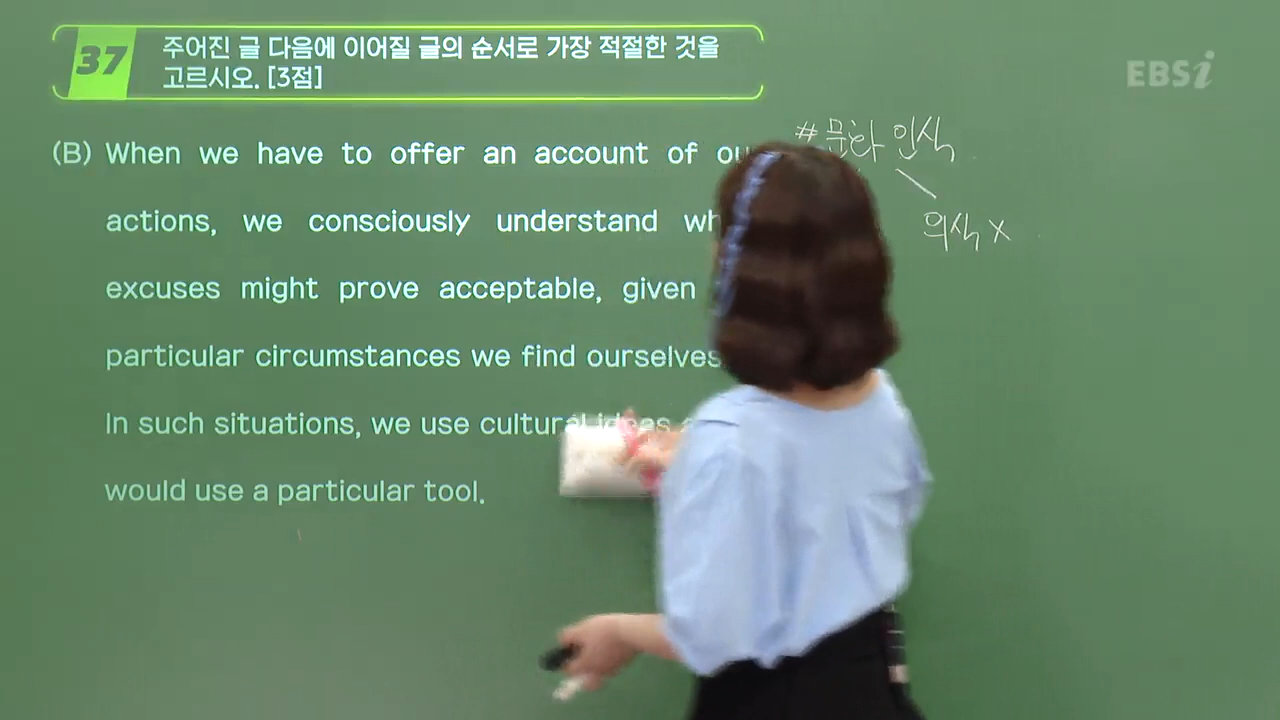 37
주어진 글 다음에 이어질 글의 순서로 가장 적절한 것을
고르시오. [3점]
EBSi
#문화 인식
의식 X
(B) When we have to offer an account of
actions, we consciously understand
excuses might prove acceptable, given
particular circumstances we find ourselves
In such situations, we use cultural ideas
would use a particular tool.